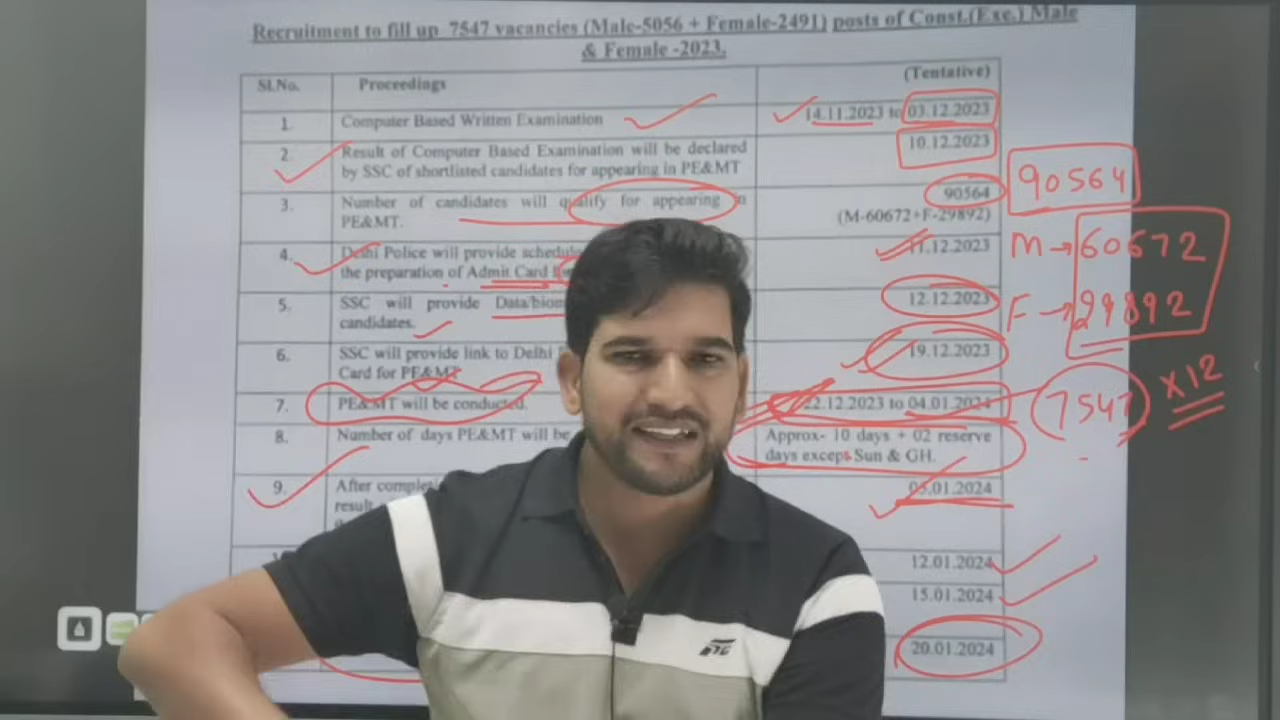 Recruitment to fill up 7547 vacancies (Male-5056 + Female-2491) posts of Const.(Exe.) Male
& Female -2023.
Sl.No. Proceedings (Tentative)
1. Computer Based Written Examination 14.11.2023 to 03.12.2023
2. Result of Computer Based Examination will be declared 10.12.2023
by SSC of shortlisted candidates for appearing in PE&MT
90564
3. Number of candidates will qualify for appearing in 90564
PE&MT. (M-60672+F-29892)
4. Delhi Police will provide schedul 11.12.2023 M→60672
the preparation of Admit Card
5. SSC will provide Data/bio 12.12.2023 F→29892
candidates.
6. SSC will provide link to Delhi 19.12.2023
Card for PE&MT
7. PE&MT will be conducted. 22.12.2023 to 04.01.2024 7547 x12
8. Number of days PE&MT will be Approx- 10 days + 02 reserve
days except Sun & GH.
9. After complet 05.01.2024
result
12.01.2024
15.01.2024
20.01.2024